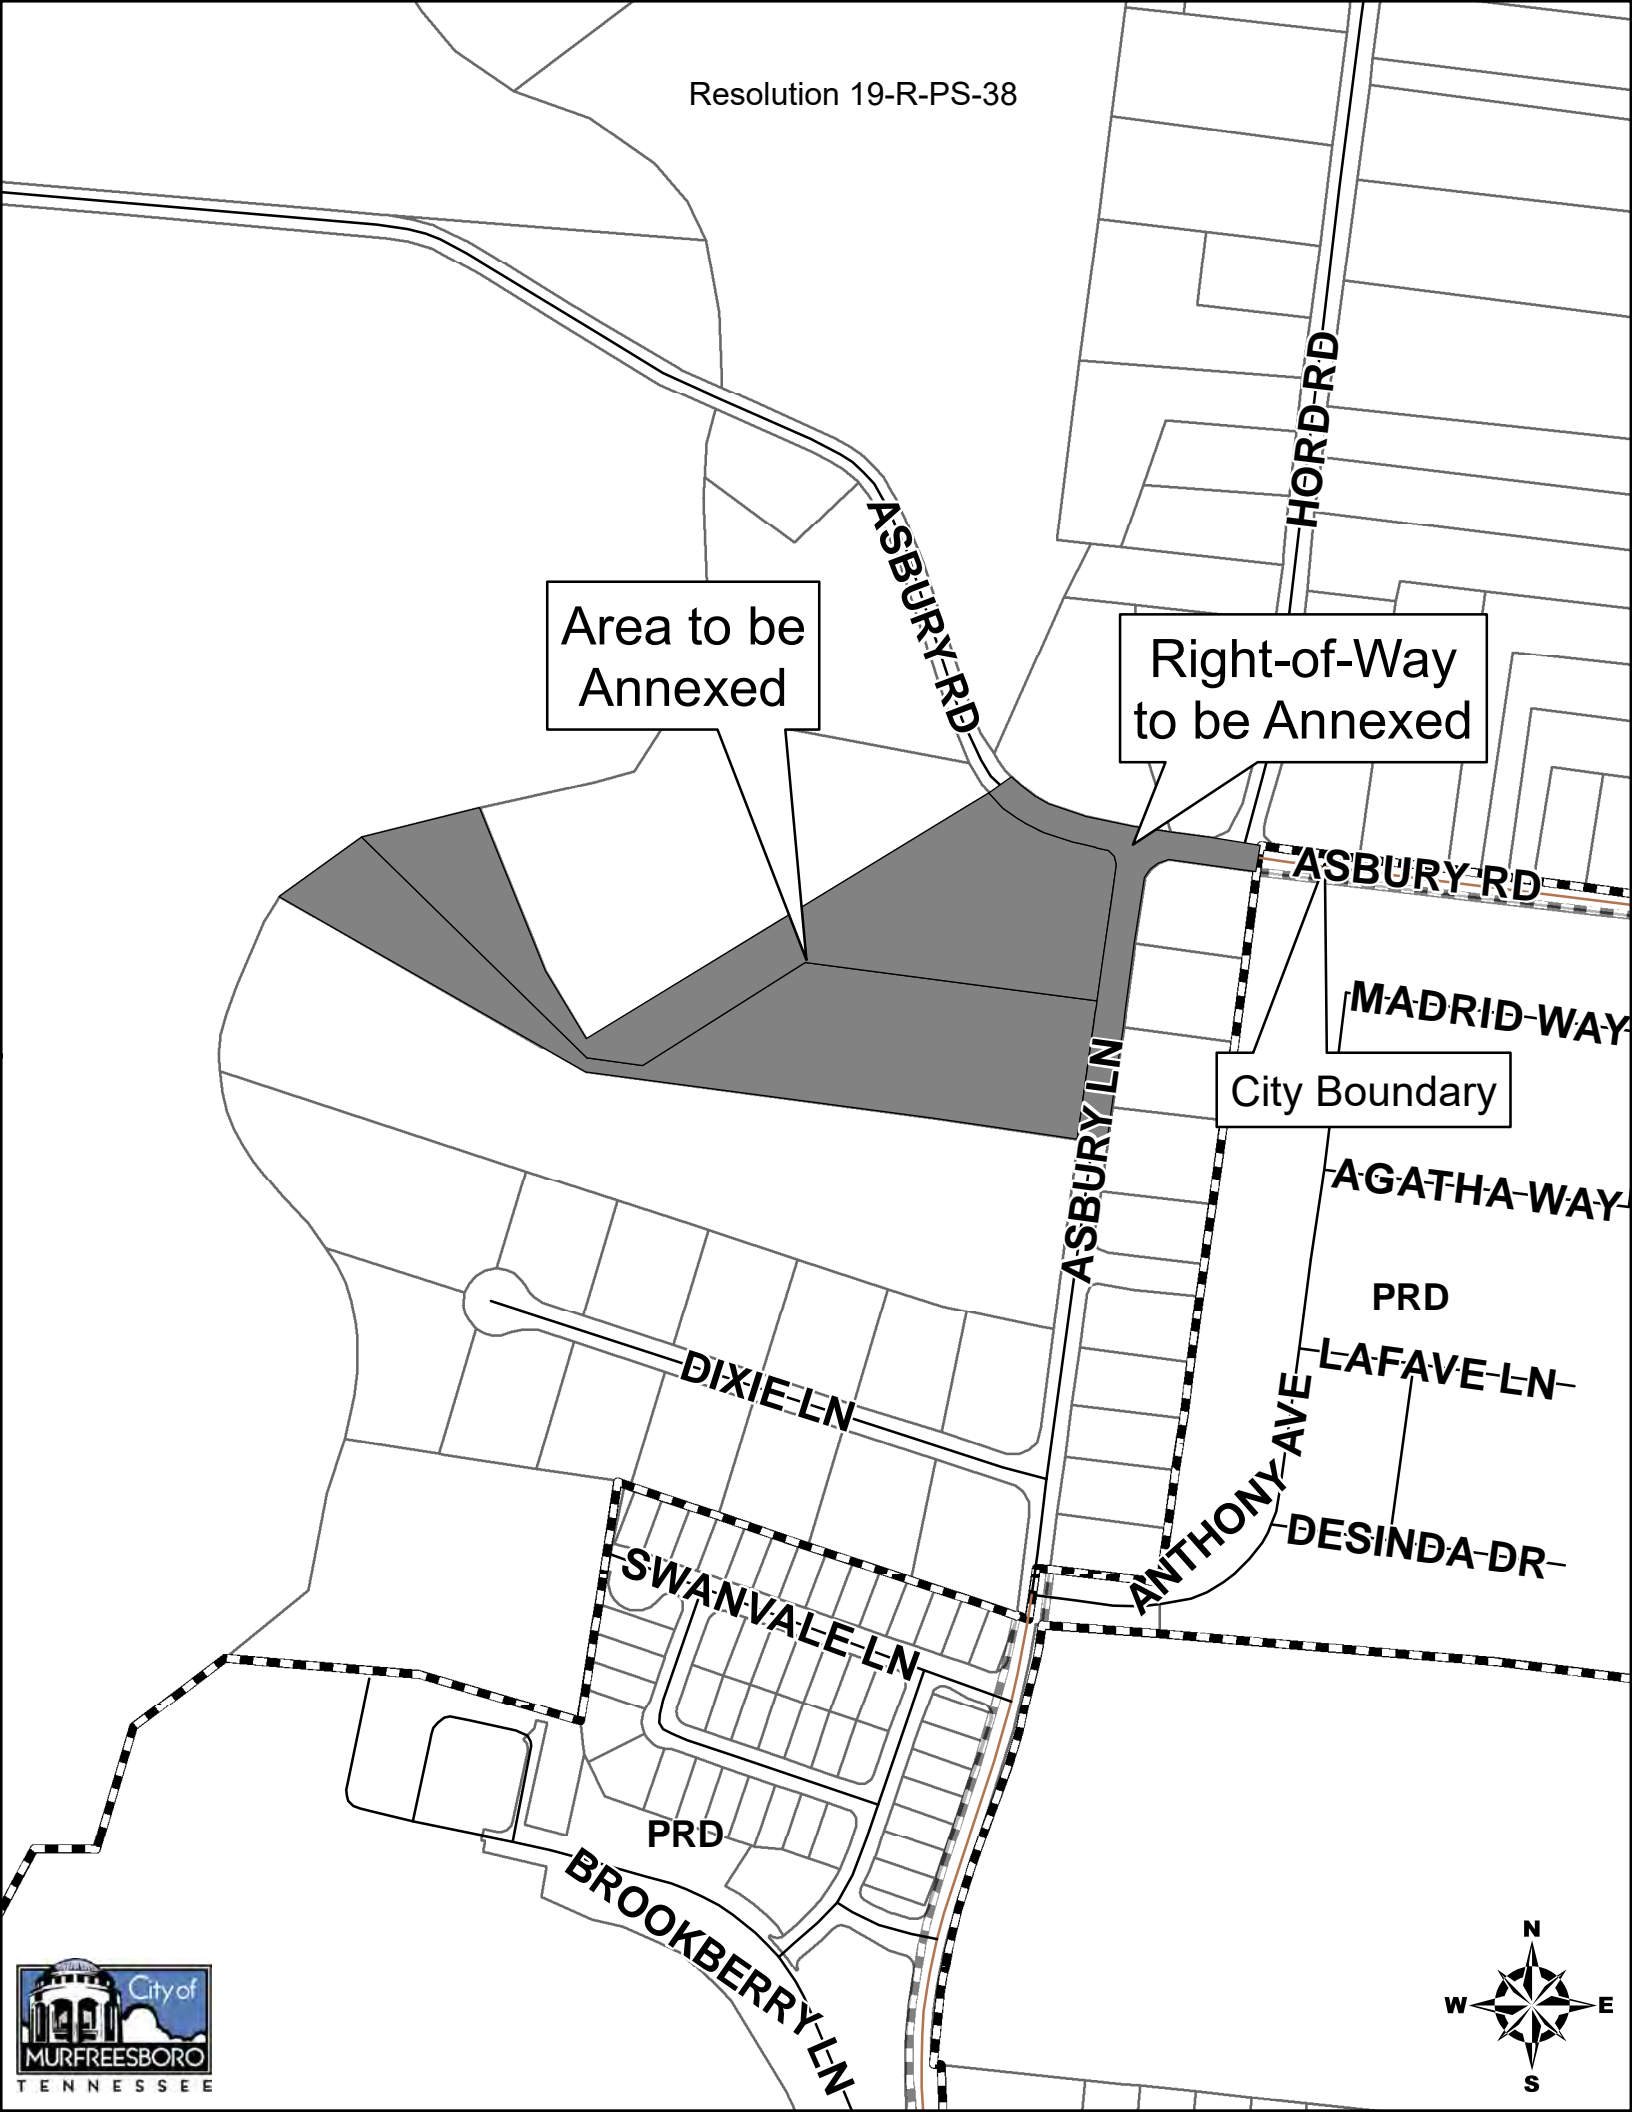 Resolution 19-R-PS-38
HORD RD
ASBURY RD
Area to be
Annexed
Right-of-Way
to be Annexed
ASBURY RD
MADRID WAY
City Boundary
ASBURY LN
AGATHA WAY
PRD
LAFAVE LN
DIXIE LN
ANTHONY AVE
DESINDA DR
SWANVALE LN
PRD
BROOKBERRY LN
City of
MURFREESBORO
TENNESSEE
N
W
E
S